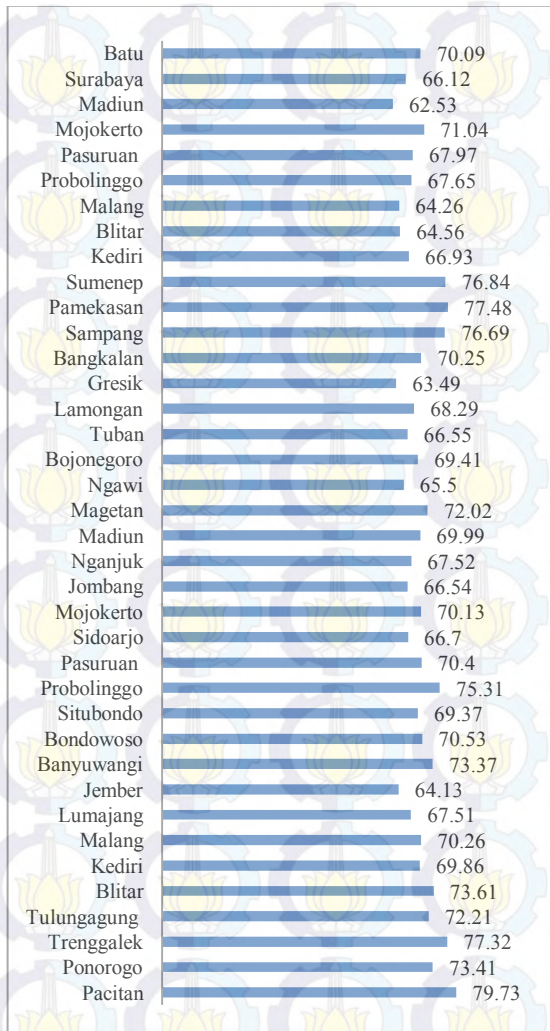 Batu 70.09
Surabaya 66.12
Madiun 62.53
Mojokerto 71.04
Pasuruan 67.97
Probolinggo 67.65
Malang 64.26
Blitar 64.56
Kediri 66.93
Sumenep 76.84
Pamekasan 77.48
Sampang 76.69
Bangkalan 70.25
Gresik 63.49
Lamongan 68.29
Tuban 66.55
Bojonegoro 69.41
Ngawi 65.5
Magetan 72.02
Madiun 69.99
Nganjuk 67.52
Jombang 66.54
Mojokerto 70.13
Sidoarjo 66.7
Pasuruan 70.4
Probolinggo 75.31
Situbondo 69.37
Bondowoso 70.53
Banyuwangi 73.37
Jember 64.13
Lumajang 67.51
Malang 70.26
Kediri 69.86
Blitar 73.61
Tulungagung 72.21
Trenggalek 77.32
Ponorogo 73.41
Pacitan 79.73